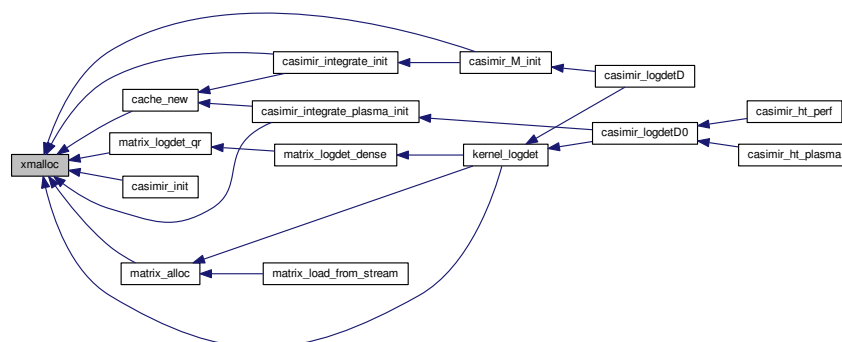 casimir_integrate_init
casimir_M_init
casimir_logdetD
cache_new
casimir_integrate_plasma_init
casimir_ht_perf
casimir_logdetD0
matrix_logdet_qr
matrix_logdet_dense
kernel_logdet
casimir_ht_plasma
xmalloc
casimir_init
matrix_alloc
matrix_load_from_stream